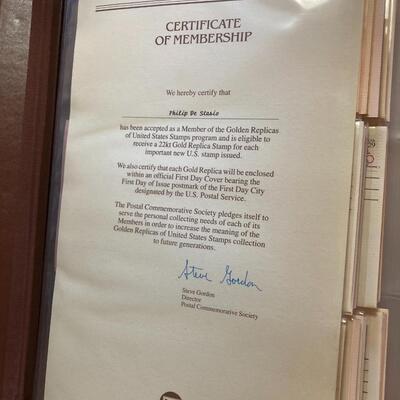 CERTIFICATE
OF MEMBERSHIP
We hereby certify that
Philip De Stasio
has been accepted as a Member of the Golden Replicas
of United States Stamps program and is eligible to
receive a 22kt Gold Replica Stamp for each
important new U.S. stamp issued.
We also certify that each Gold Replica will be enclosed
within an official First Day Cover bearing the
First Day of Issue postmark of the First Day City
designated by the U.S. Postal Service.
The Postal Commemorative Society pledges itself to
serve the personal collecting needs of each of its
Members in order to increase the meaning of the
Golden Replicas of United States Stamps collection
to future generations.
Steve Gordon
Steve Gordon
Director
Postal Commemorative Society